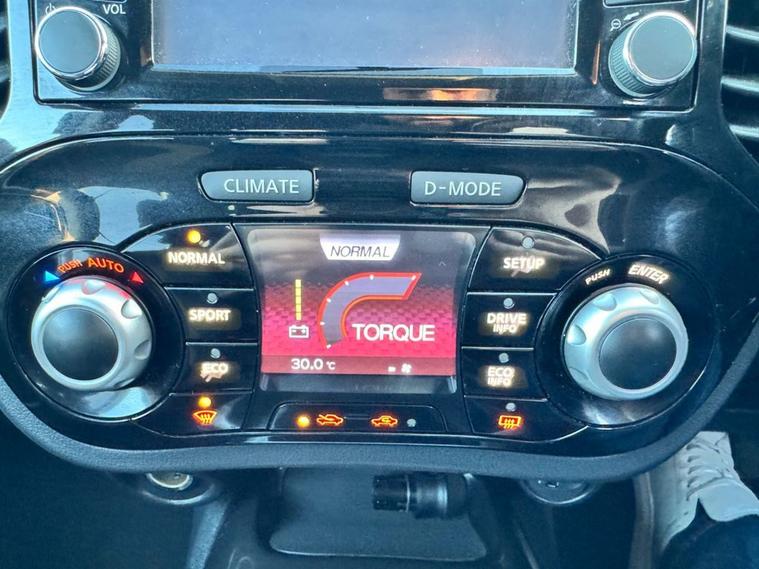 VOL
CLIMATE
D-MODE
PUSH AUTO
NORMAL
NORMAL
SETUP
PUSH ENTER
SPORT
TORQUE
DRIVE
INFO
ECO
30.0 °C
ECO
INFO